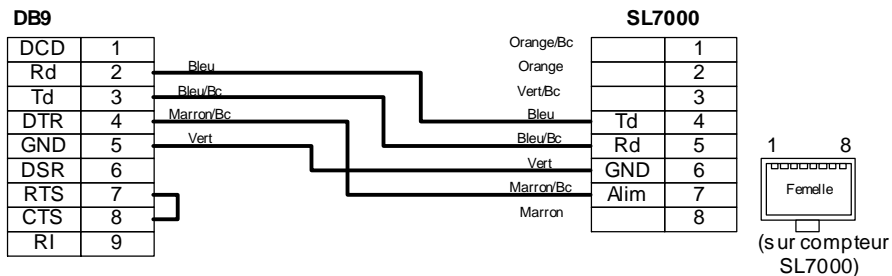 DB9
DCD 1
Rd 2
Td 3
DTR 4
GND 5
DSR 6
RTS 7
CTS 8
RI 9
Bleu
Bleu/Bc
Marron/Bc
Vert
SL7000
Orange/Bc 1
Orange 2
Vert/Bc 3
Bleu Td 4
Bleu/Bc Rd 5
Vert GND 6
Marron/Bc Alim 7
Marron 8
1 8
Femelle
(sur compteur
SL7000)